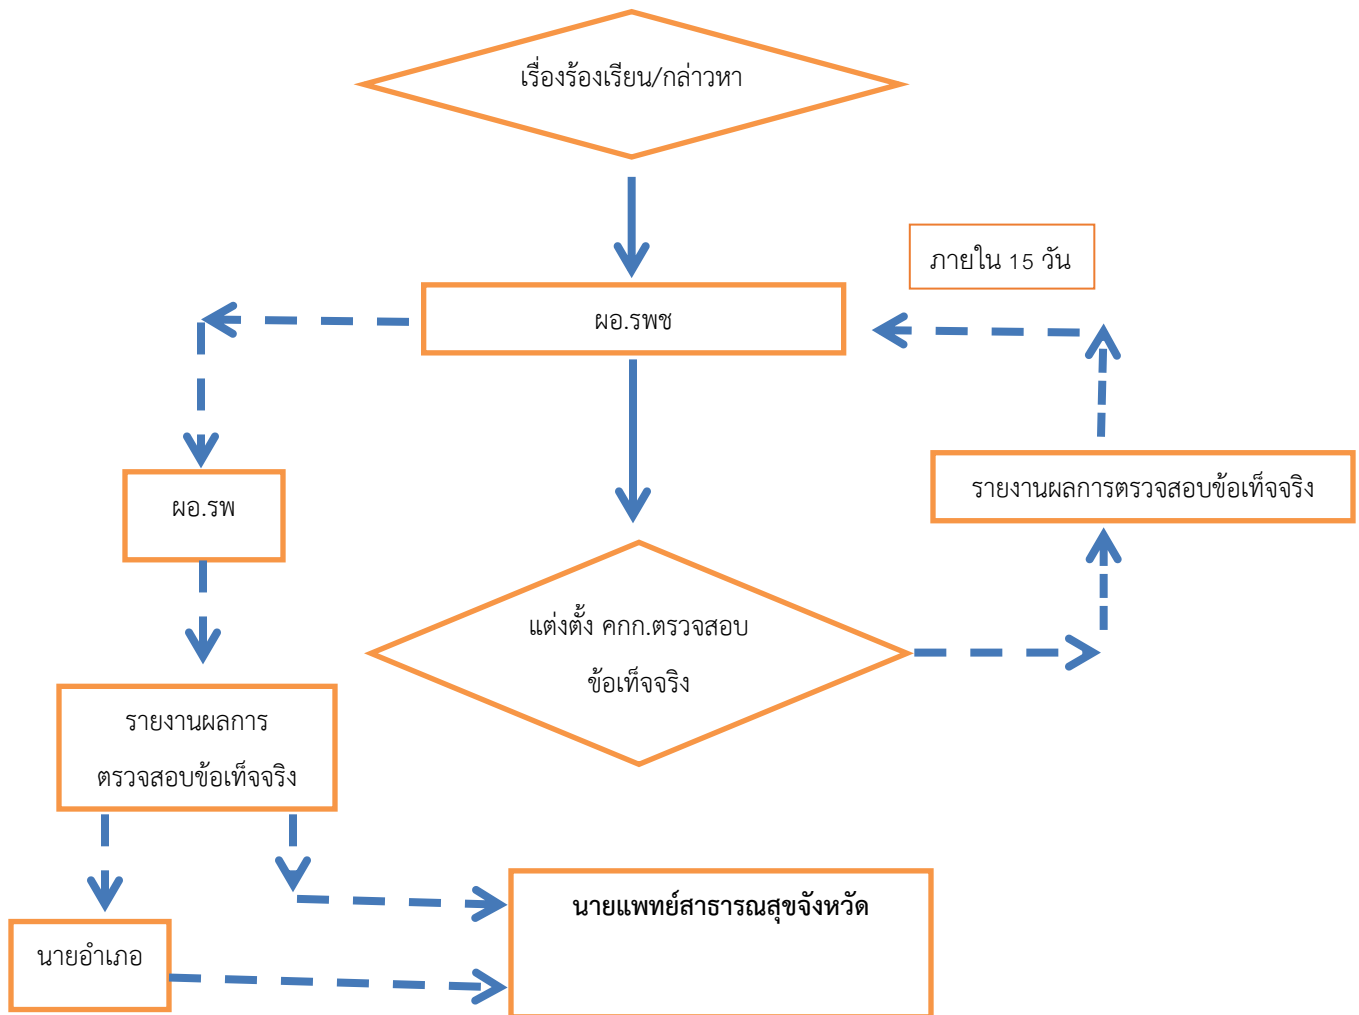 เรื่องร้องเรียน/กล่าวหา
ภายใน 15 วัน
ผอ.รพช
รายงานผลการตรวจสอบข้อเท็จจริง
ผอ.รพ
แต่งตั้ง คกก.ตรวจสอบ
ข้อเท็จจริง
รายงานผลการ
ตรวจสอบข้อเท็จจริง
นายแพทย์สาธารณสุขจังหวัด
นายอำเภอ